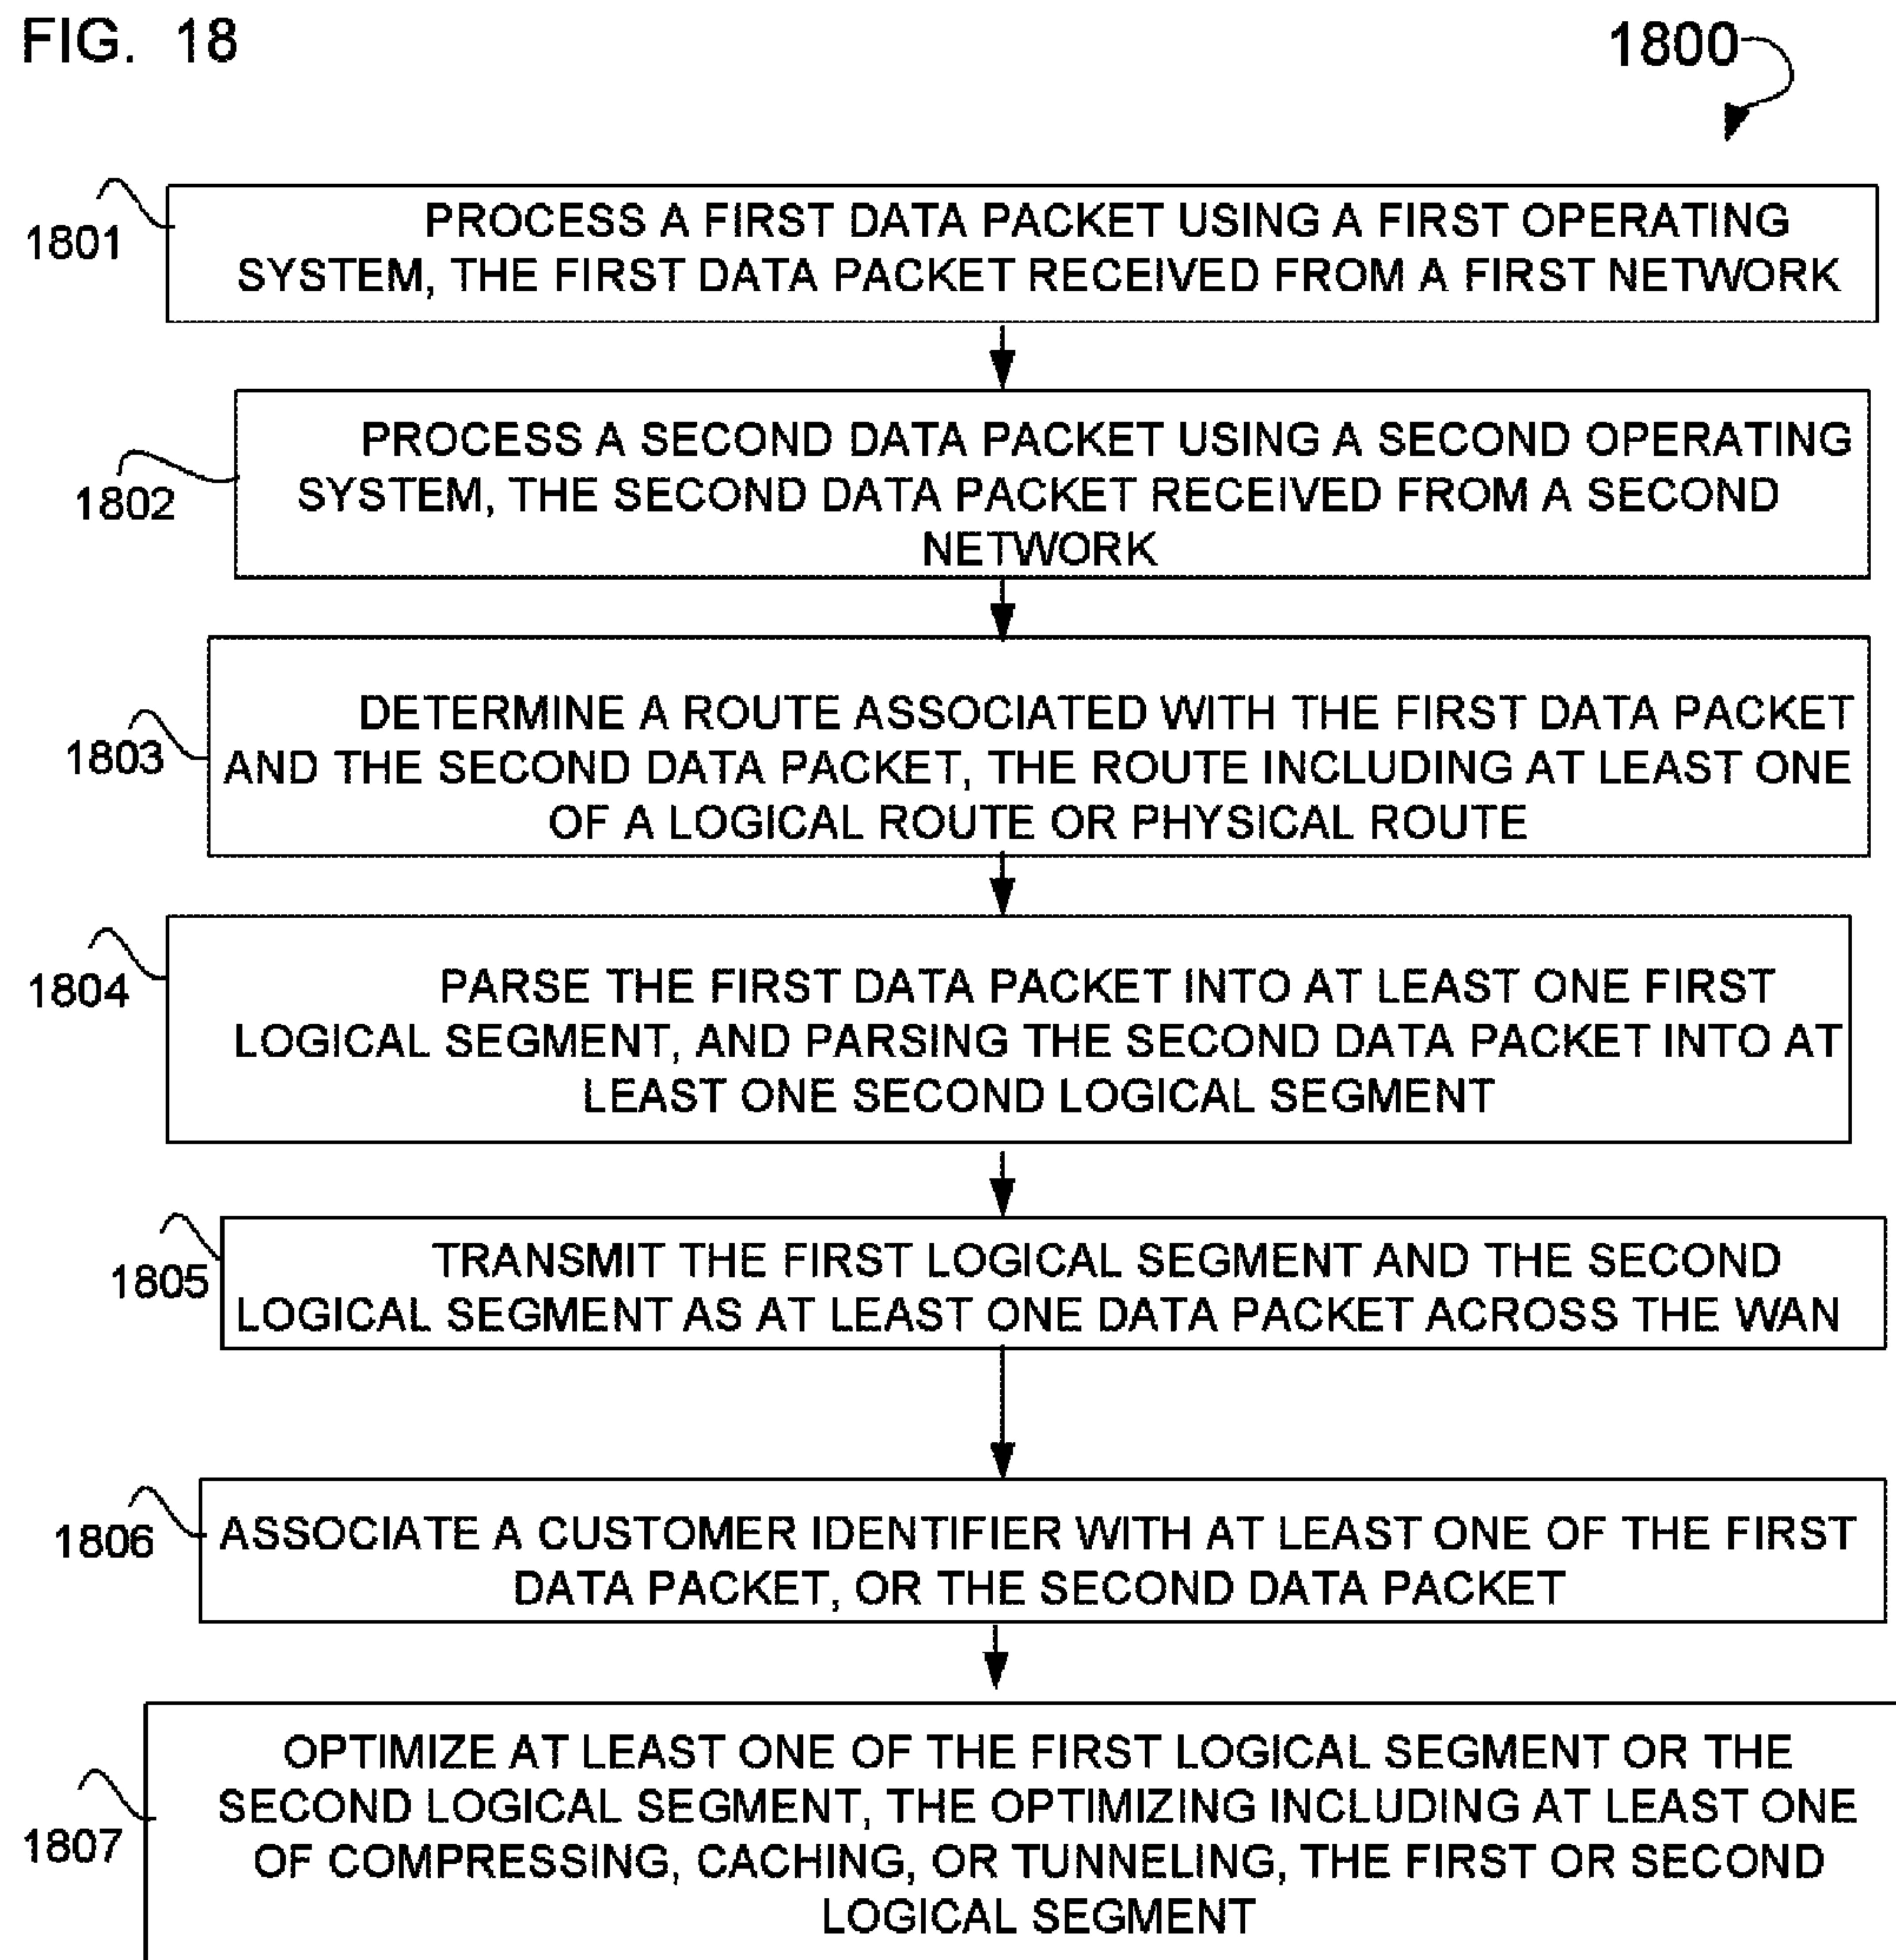 FIG. 18
1800
1801
PROCESS A FIRST DATA PACKET USING A FIRST OPERATING
SYSTEM, THE FIRST DATA PACKET RECEIVED FROM A FIRST NETWORK
1802
PROCESS A SECOND DATA PACKET USING A SECOND OPERATING
SYSTEM, THE SECOND DATA PACKET RECEIVED FROM A SECOND
NETWORK
1803
DETERMINE A ROUTE ASSOCIATED WITH THE FIRST DATA PACKET
AND THE SECOND DATA PACKET, THE ROUTE INCLUDING AT LEAST ONE
OF A LOGICAL ROUTE OR PHYSICAL ROUTE
1804
PARSE THE FIRST DATA PACKET INTO AT LEAST ONE FIRST
LOGICAL SEGMENT, AND PARSING THE SECOND DATA PACKET INTO AT
LEAST ONE SECOND LOGICAL SEGMENT
1805
TRANSMIT THE FIRST LOGICAL SEGMENT AND THE SECOND
LOGICAL SEGMENT AS AT LEAST ONE DATA PACKET ACROSS THE WAN
1806
ASSOCIATE A CUSTOMER IDENTIFIER WITH AT LEAST ONE OF THE FIRST
DATA PACKET, OR THE SECOND DATA PACKET
1807
OPTIMIZE AT LEAST ONE OF THE FIRST LOGICAL SEGMENT OR THE
SECOND LOGICAL SEGMENT, THE OPTIMIZING INCLUDING AT LEAST ONE
OF COMPRESSING, CACHING, OR TUNNELING, THE FIRST OR SECOND
LOGICAL SEGMENT